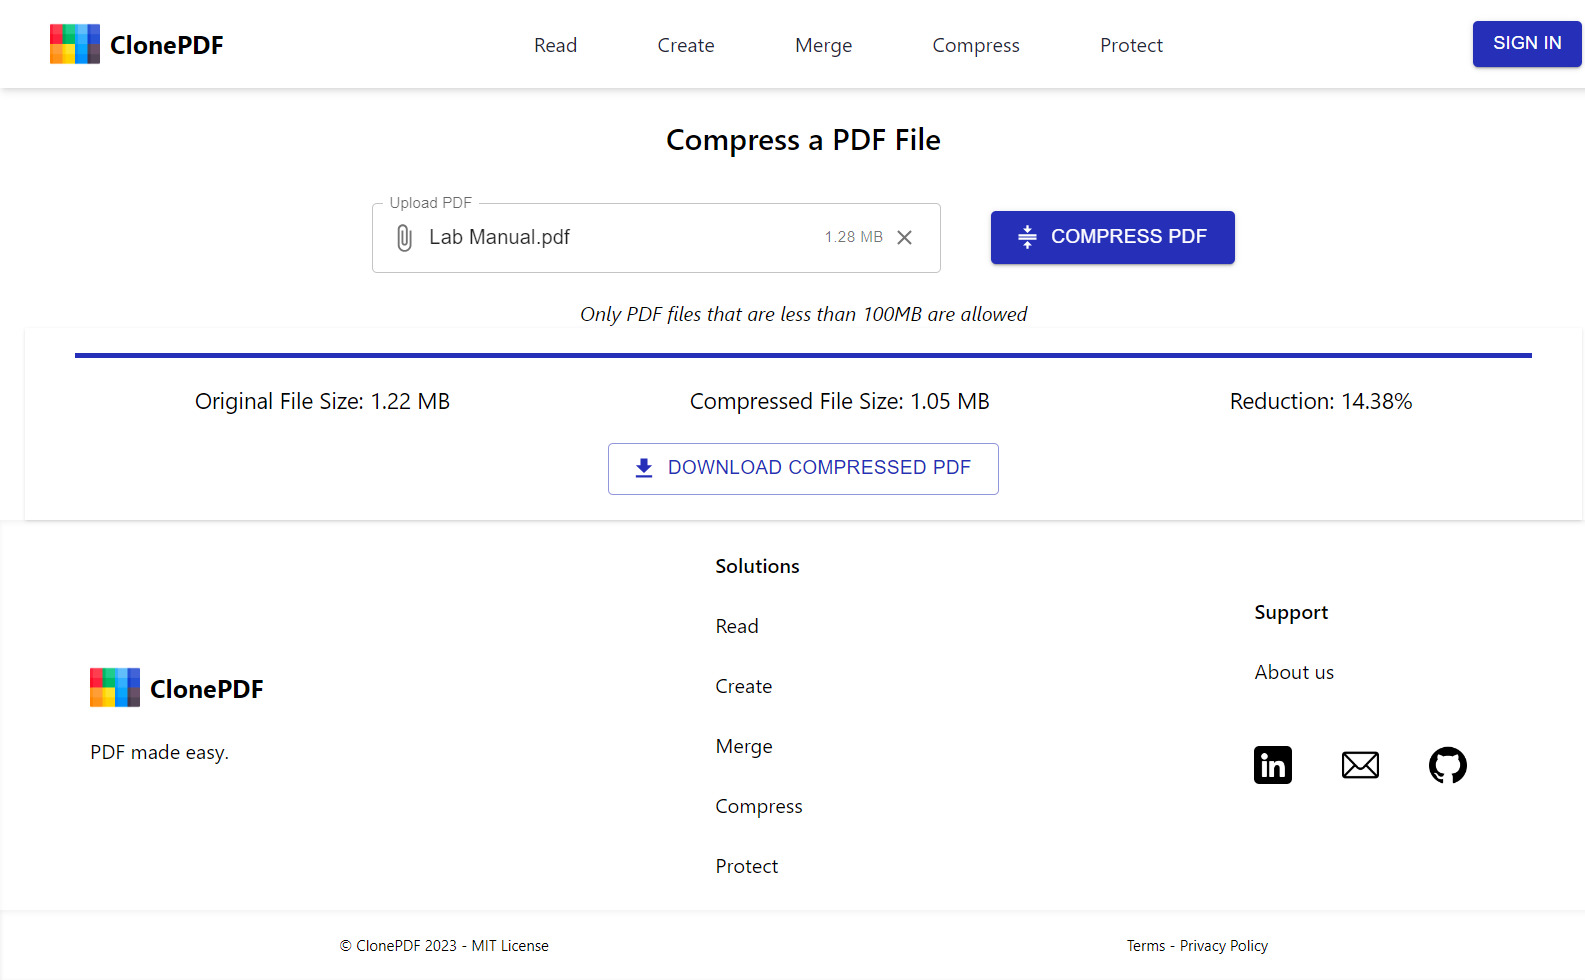 ClonePDF
Read Create Merge Compress Protect
SIGN IN
Compress a PDF File
Upload PDF
Lab Manual.pdf 1.28 MB
COMPRESS PDF
Only PDF files that are less than 100MB are allowed
Original File Size: 1.22 MB Compressed File Size: 1.05 MB Reduction: 14.38%
DOWNLOAD COMPRESSED PDF
ClonePDF
PDF made easy.
Solutions
Read
Create
Merge
Compress
Protect
Support
About us
in
© ClonePDF 2023 - MIT License
Terms - Privacy Policy